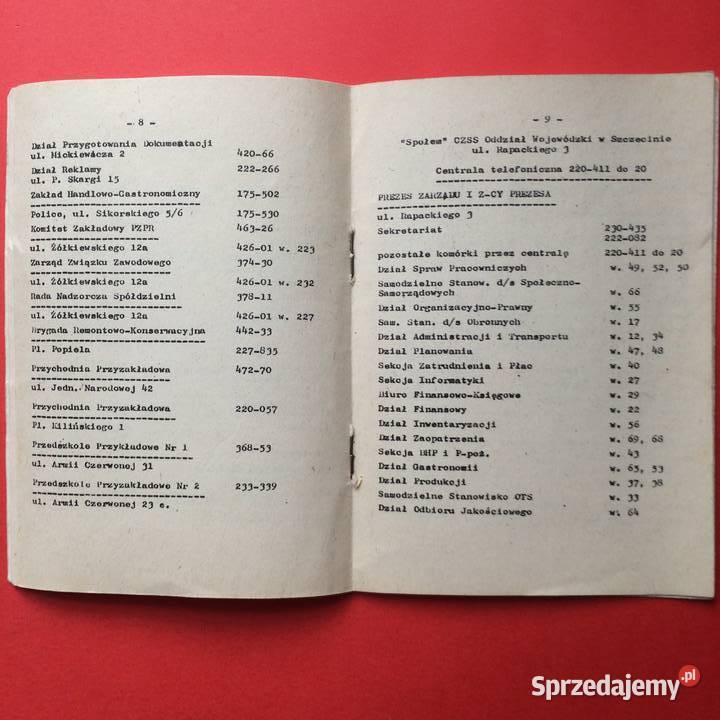 - 8 -
Dział Przygotowania Dokumentacji
ul. Mickiewicza 2 420-66
Dział Reklamy 222-266
ul. P. Skargi 15
Zakład Handlowo-Gastronomiczny 175-502
Police, ul. Sikorskiego 5/6 175-530
Komitet Zakładowy PZPR 463-26
ul. Żółkiewskiego 12a 426-01 w. 223
Zarząd Związku Zawodowego 374-30
ul. Żółkiewskiego 12a 426-01 w. 232
Rada Nadzorcza Spółdzielni 378-11
ul. Żółkiewskiego 12a 426-01 w. 227
Brygada Remontowo-Konserwacyjna 442-33
Pl. Popiela 227-835
Przychodnia Przyzakładowa 472-70
ul. Jedn. Narodowej 42
Przychodnia Przyzakładowa 220-057
Pl. Kilińskiego 1
Przedszkole Przykładowe Nr 1 368-53
ul. Armii Czerwonej 31
Przedszkole Przyzakładowe Nr 2 233-339
ul. Armii Czerwonej 23 c.
- 9 -
"Społem" CZSS Oddział Wojewódzki w Szczecinie
ul. Rapackiego 3
Centrala telefoniczna 220-411 do 20
PREZES ZARZĄDU I Z-CY PREZESA
ul. Rapackiego 3
Sekretariat 230-435
222-082
pozostałe komórki przez centralę 220-411 do 20
Dział Spraw Pracowniczych w. 49, 52, 50
Samodzielne Stanow. d/s Społeczno-
Samorządowych w. 66
Dział Organizacyjno-Prawny w. 55
Sam. Stan. d/s Obronnych w. 17
Dział Administracji i Transportu w. 12, 34
Dział Planowania w. 47, 48
Sekcja Zatrudnienia i Płac w. 40
Sekcja Informatyki w. 27
Biuro Finansowo-Księgowe w. 29
Dział Finansowy w. 22
Dział Inwentaryzacji w. 56
Dział Zaopatrzenia w. 69, 68
Sekcja BHP i P-poż. w. 43
Dział Gastronomii w. 65, 53
Dział Produkcji w. 37, 38
Samodzielne Stanowisko OTS w. 33
Dział Odbioru Jakościowego w. 64
Sprzedajemy.pl